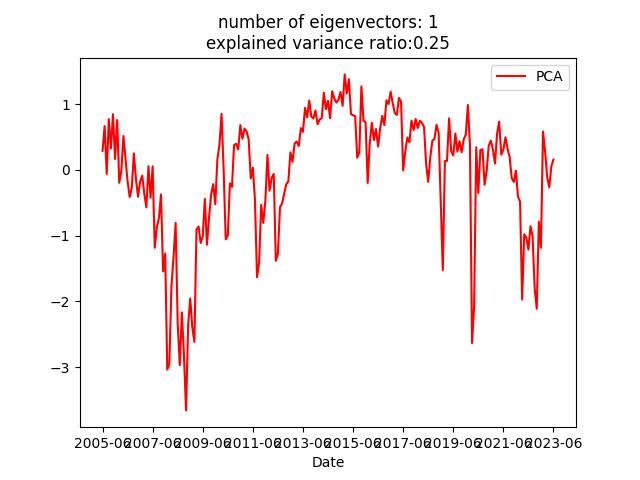 number of eigenvectors: 1
explained variance ratio:0.25
PCA
1
0
−1
−2
−3
2005-06 2007-06 2009-06 2011-06 2013-06 2015-06 2017-06 2019-06 2021-06 2023-06
Date